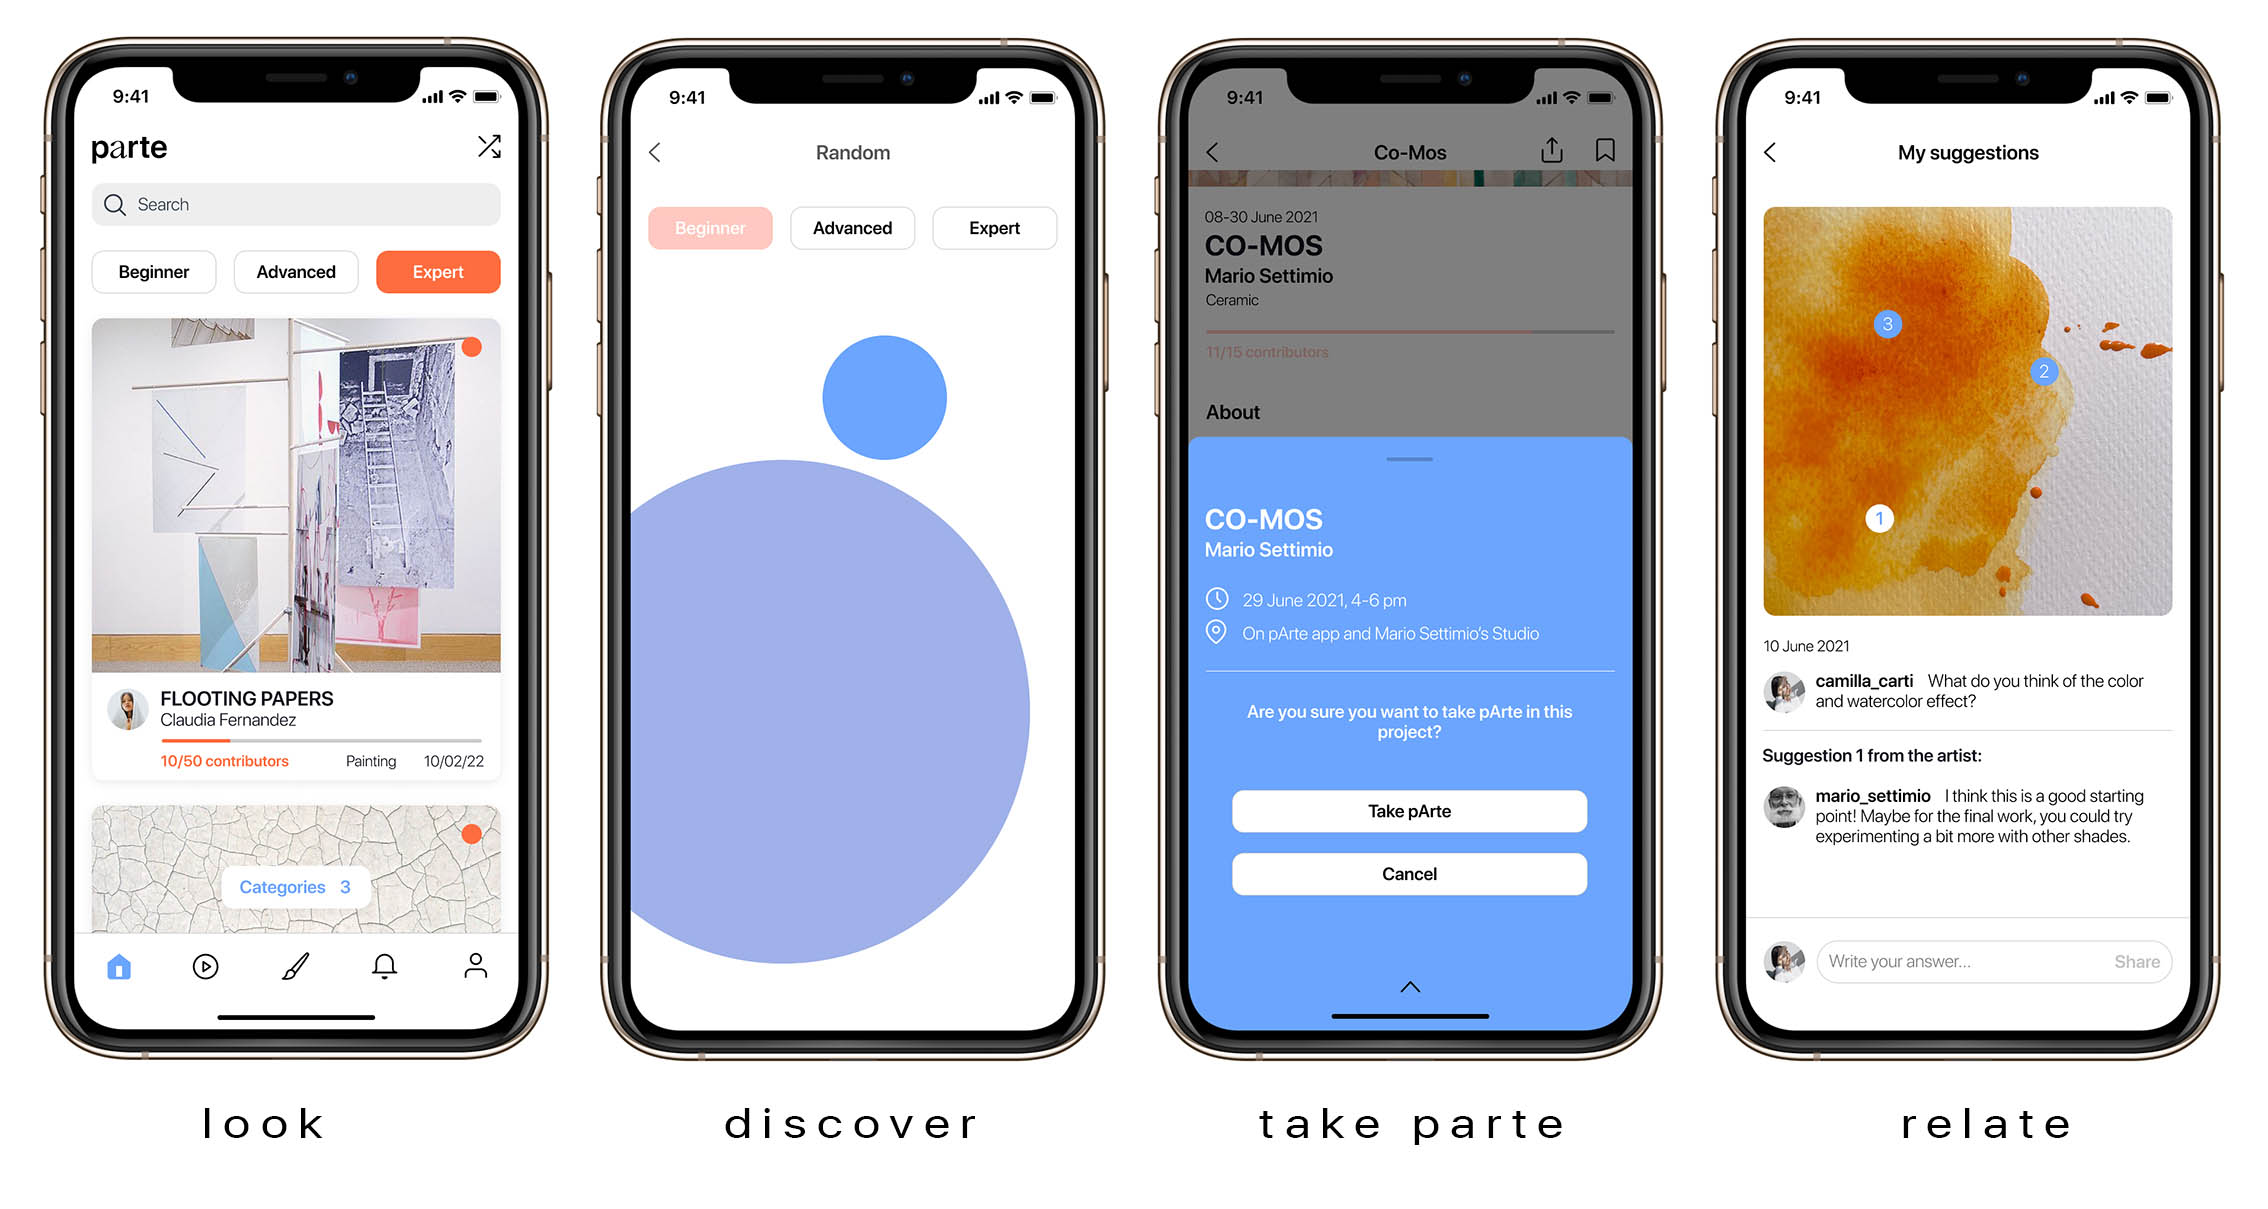 9:41
parte
Search
Beginner Advanced Expert
FLOOTING PAPERS
Claudia Fernandez
10/50 contributors Painting 10/02/22
Categories 3
look
9:41
Random
Beginner Advanced Expert
discover
9:41
Co-Mos
08-30 June 2021
CO-MOS
Mario Settimio
Ceramic
11/15 contributors
About
CO-MOS
Mario Settimio
29 June 2021, 4-6 pm
On pArte app and Mario Settimio's Studio
Are you sure you want to take pArte in this
project?
Take pArte
Cancel
take parte
9:41
My suggestions
3
2
1
10 June 2021
camilla_carti What do you think of the color
and watercolor effect?
Suggestion 1 from the artist:
mario_settimio I think this is a good starting
point! Maybe for the final work, you could try
experimenting a bit more with other shades.
Write your answer... Share
relate